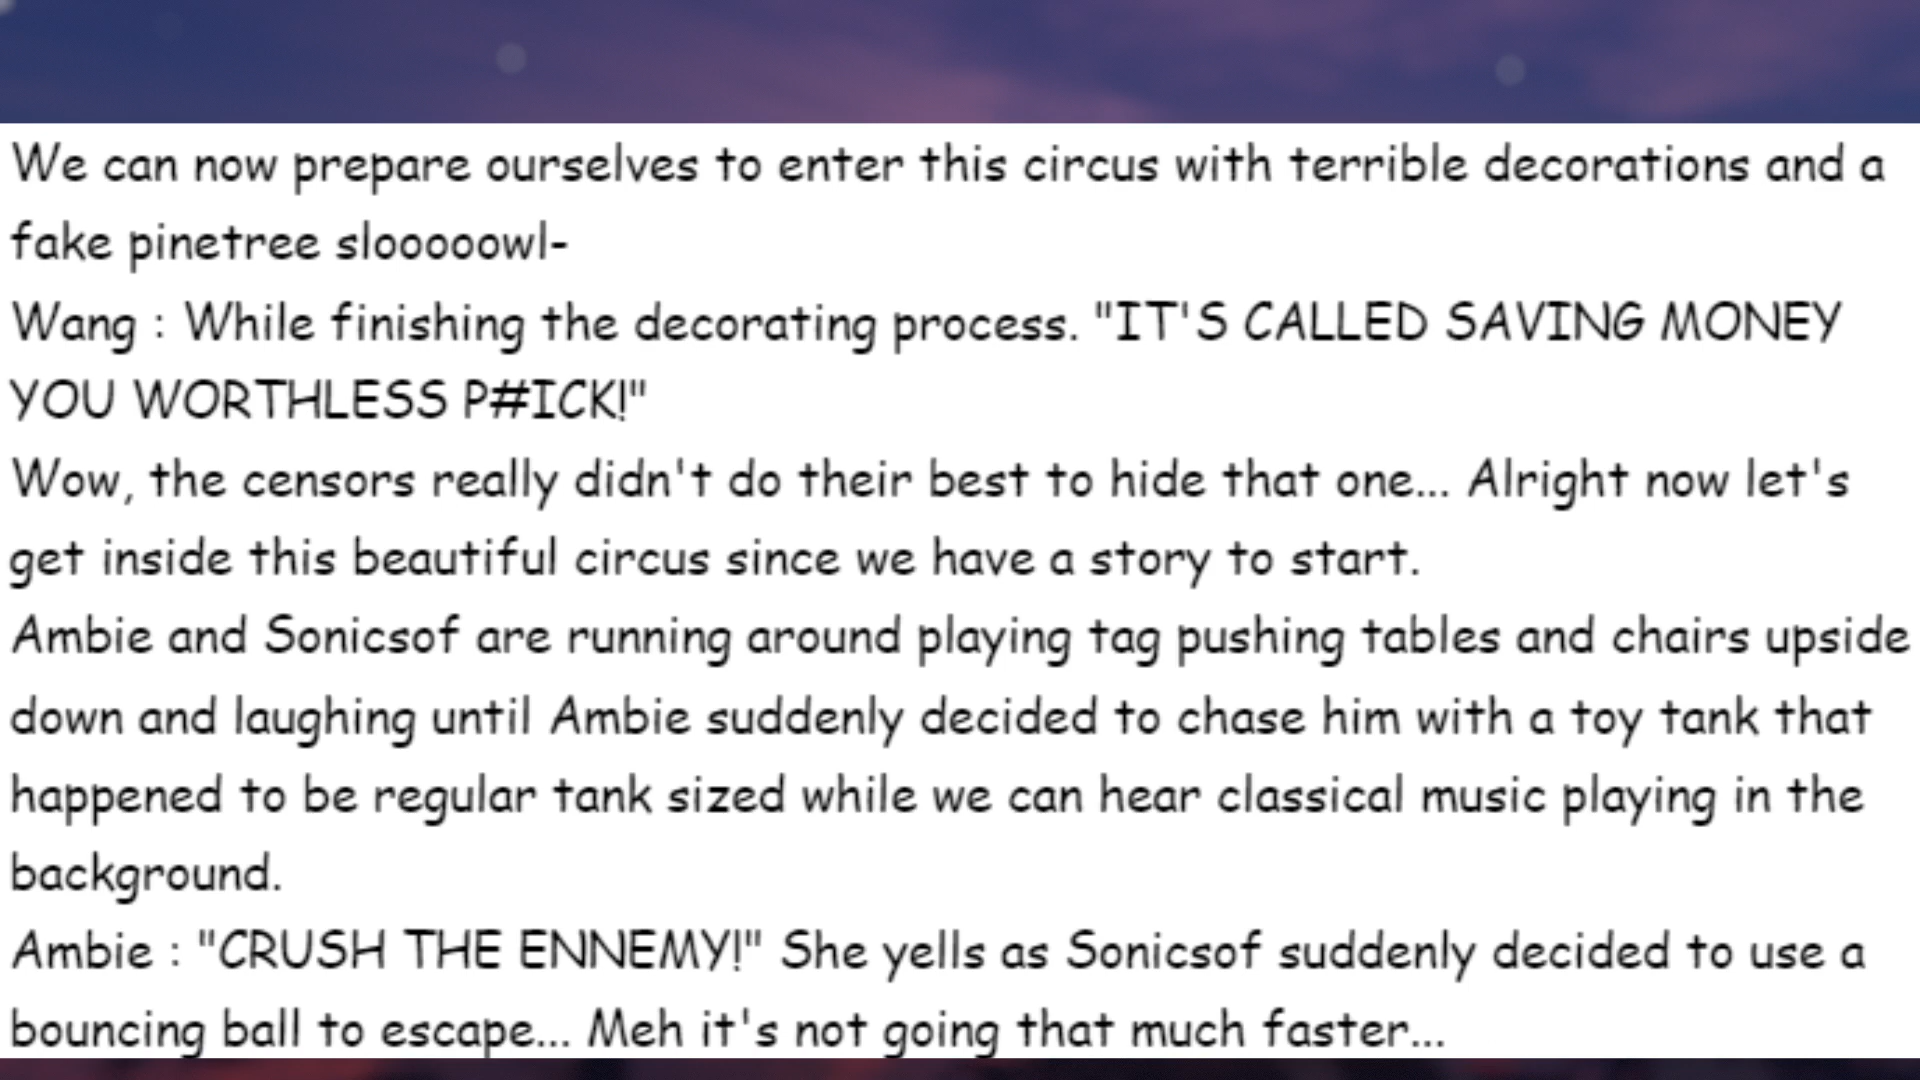 We can now prepare ourselves to enter this circus with terrible decorations and a
fake pinetree slooooowl-
Wang : While finishing the decorating process. "IT'S CALLED SAVING MONEY
YOU WORTHLESS P#ICK!"
Wow, the censors really didn't do their best to hide that one... Alright now let's
get inside this beautiful circus since we have a story to start.
Ambie and Sonicsof are running around playing tag pushing tables and chairs upside
down and laughing until Ambie suddenly decided to chase him with a toy tank that
happened to be regular tank sized while we can hear classical music playing in the
background.
Ambie : "CRUSH THE ENNEMY!" She yells as Sonicsof suddenly decided to use a
bouncing ball to escape... Meh it's not going that much faster...